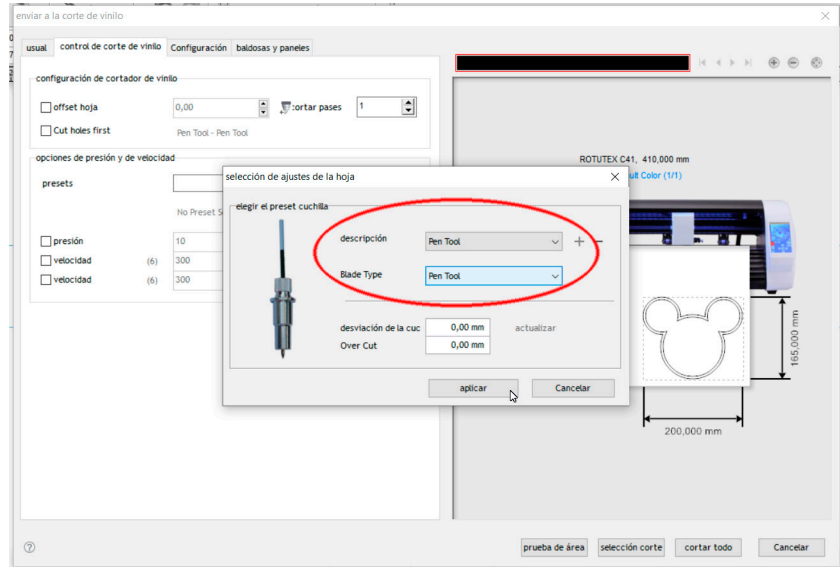 enviar a la corte de vinilo
usual control de corte de vinilo Configuración baldosas y paneles
configuración de cortador de vinilo
offset hoja 0,00 :ortar pases 1
Cut holes first Pen Tool - Pen Tool
opciones de presión y de velocidad
presets
No Preset S
presión 10
velocidad (6) 300
velocidad (6) 300
selección de ajustes de la hoja
elegir el preset cuchilla
descripción Pen Tool
Blade Type Pen Tool
desviación de la cuc 0,00 mm actualizar
Over Cut 0,00 mm
aplicar Cancelar
ROTUTEX C41, 410,000 mm
ult Color (1/1)
165,000 mm
200,000 mm
prueba de área selección corte cortar todo Cancelar